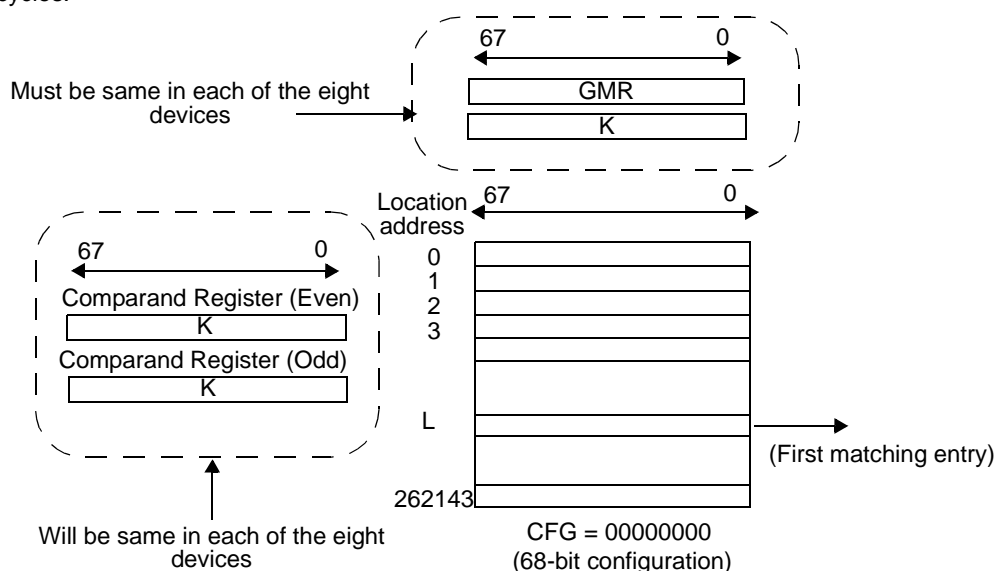 cycles.
67 0
GMR
K
Must be same in each of the eight
devices
Location
address
67 0
0
1
2
3
L
262143
(First matching entry)
CFG = 00000000
(68-bit configuration)
67 0
Comparand Register (Even)
K
Comparand Register (Odd)
K
Will be same in each of the eight
devices